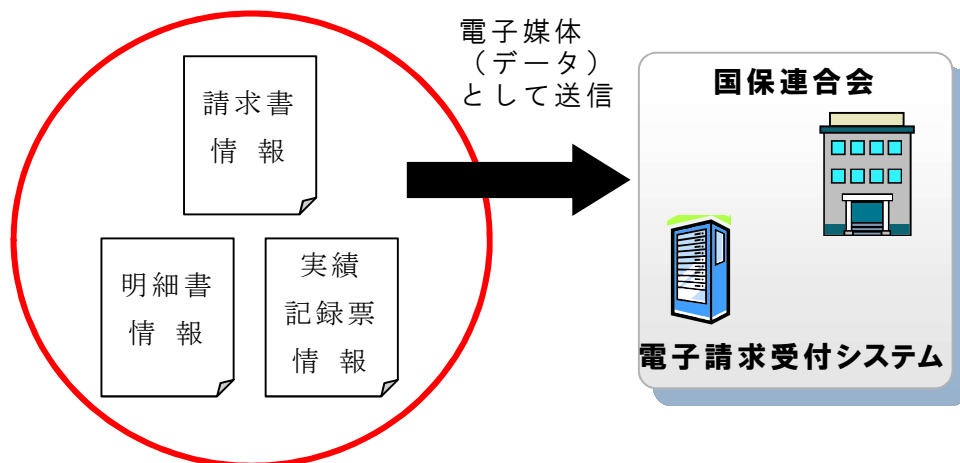 請求書
情 報
明細書
情 報
実績
記録票
情 報
電子媒体
（データ）
として送信
国保連合会
電子請求受付システム